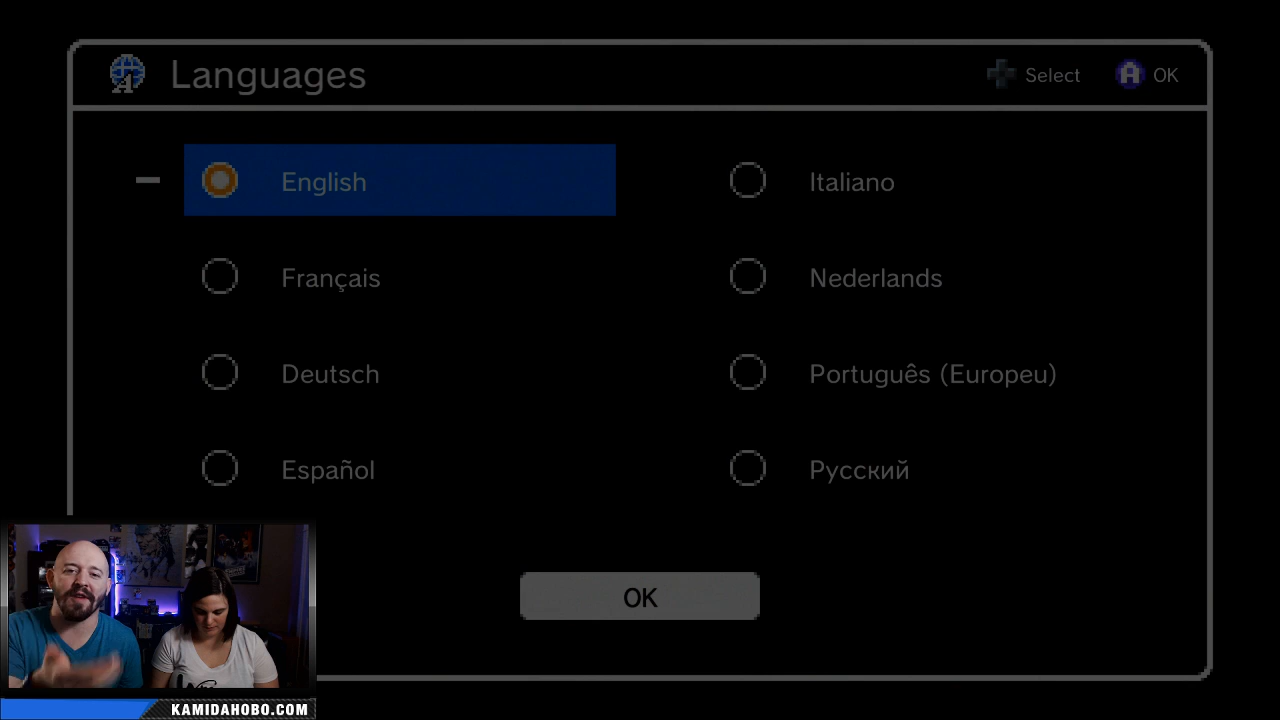 Languages
Select
A OK
English
Italiano
Français
Nederlands
Deutsch
Português (Europeu)
Español
Русский
OK
KAMIDAHOBO.COM